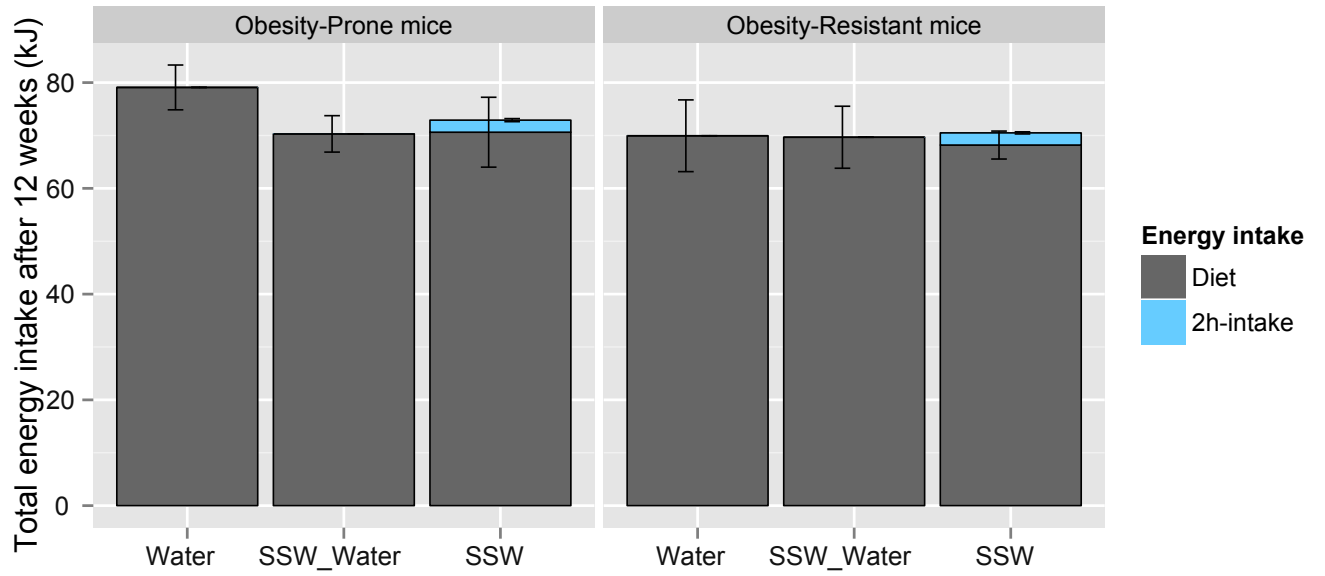 Obesity-Prone mice
Obesity-Resistant mice
Total energy intake after 12 weeks (kJ)
80
60
40
20
0
Water
SSW_Water
SSW
Water
SSW_Water
SSW
Energy intake
Diet
2h-intake